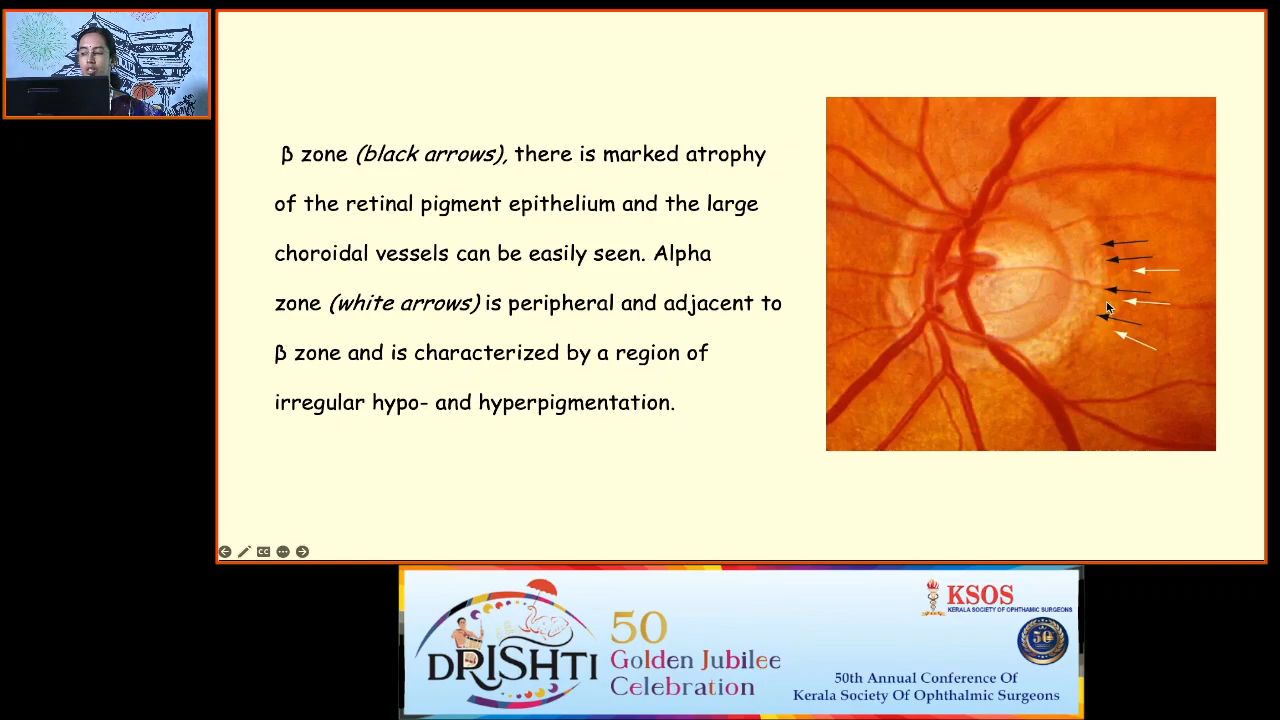 β zone (black arrows), there is marked atrophy
of the retinal pigment epithelium and the large
choroidal vessels can be easily seen. Alpha
zone (white arrows) is peripheral and adjacent to
β zone and is characterized by a region of
irregular hypo- and hyperpigmentation.
CC
DRISHTI
50
Golden Jubilee
Celebration
KSOS
KERALA SOCIETY OF OPHTHAMIC SURGEONS
50
50th Annual Conference Of
Kerala Society Of Ophthalmic Surgeons